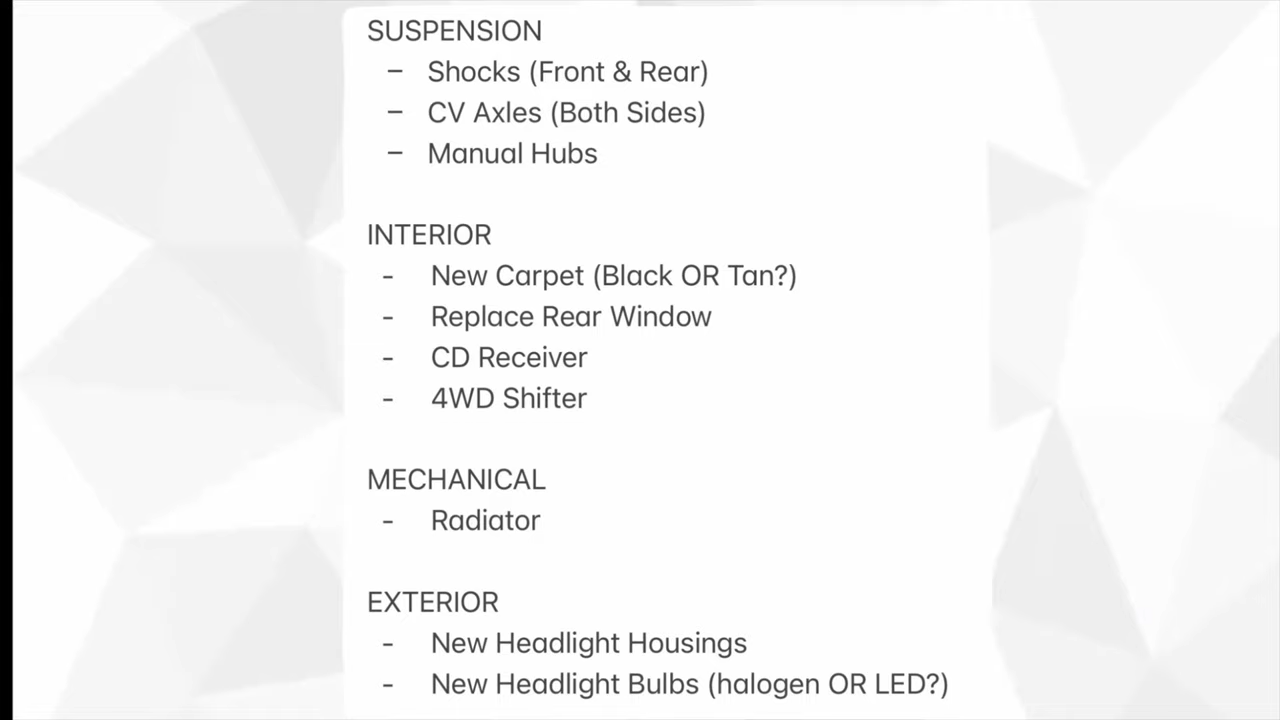 SUSPENSION
– Shocks (Front & Rear)
– CV Axles (Both Sides)
– Manual Hubs
INTERIOR
- New Carpet (Black OR Tan?)
- Replace Rear Window
- CD Receiver
- 4WD Shifter
MECHANICAL
- Radiator
EXTERIOR
- New Headlight Housings
- New Headlight Bulbs (halogen OR LED?)